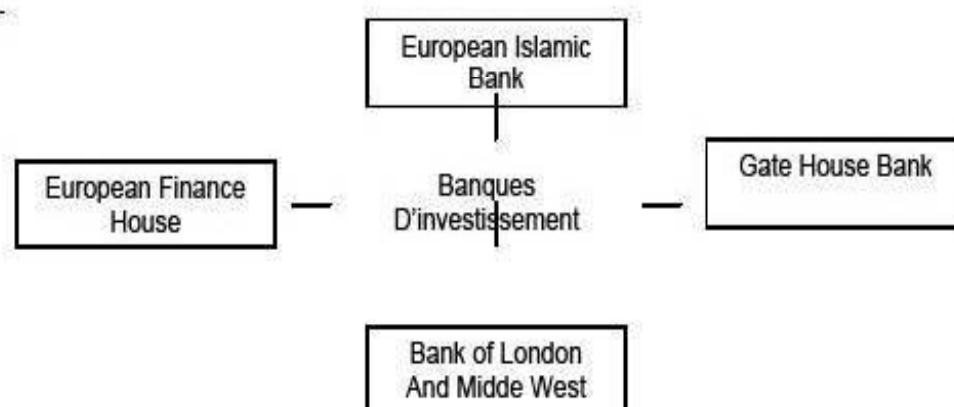 European Islamic
Bank
Gate House Bank
European Finance
House
Banques
D'investissement
Bank of London
And Midde West